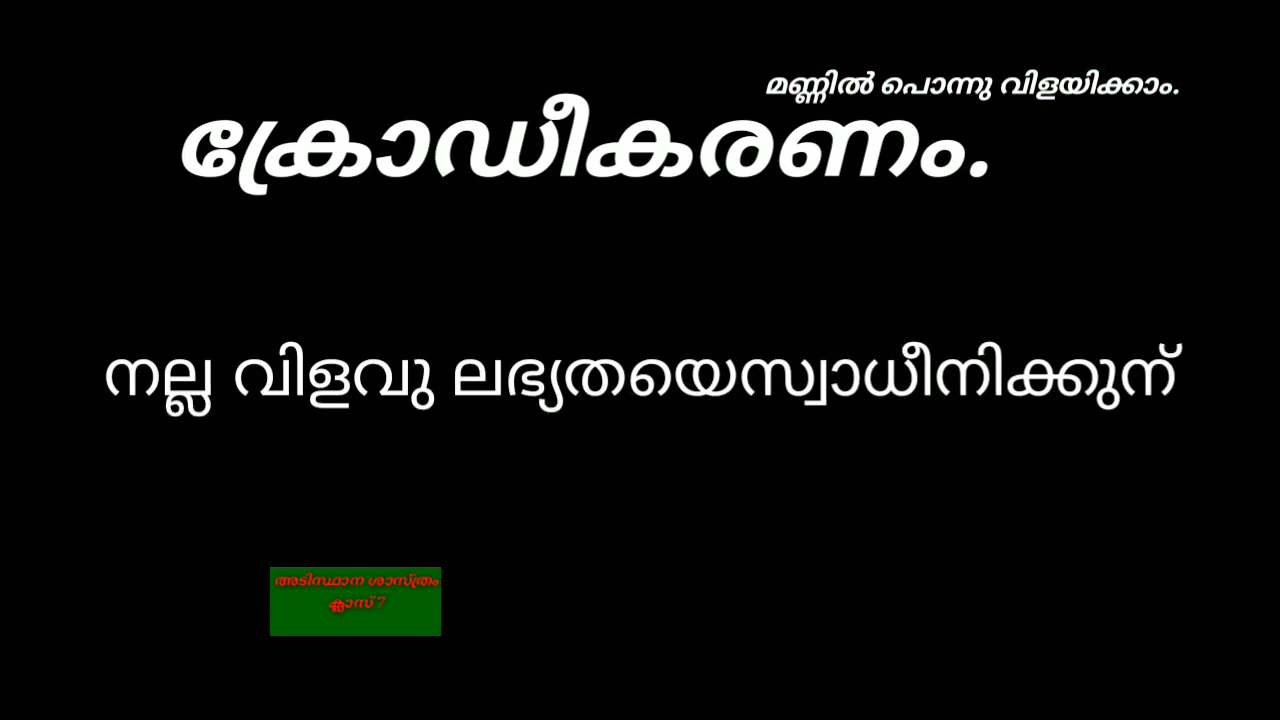 മണ്ണിൽ പൊന്നു വിളയിക്കാം.
ക്രോഡീകരണം.
നല്ല വിളവു ലഭ്യതയെസ്വാധീനിക്കുന്
അടിസ്ഥാന ശാസ്ത്രം
ക്ലാസ് 7